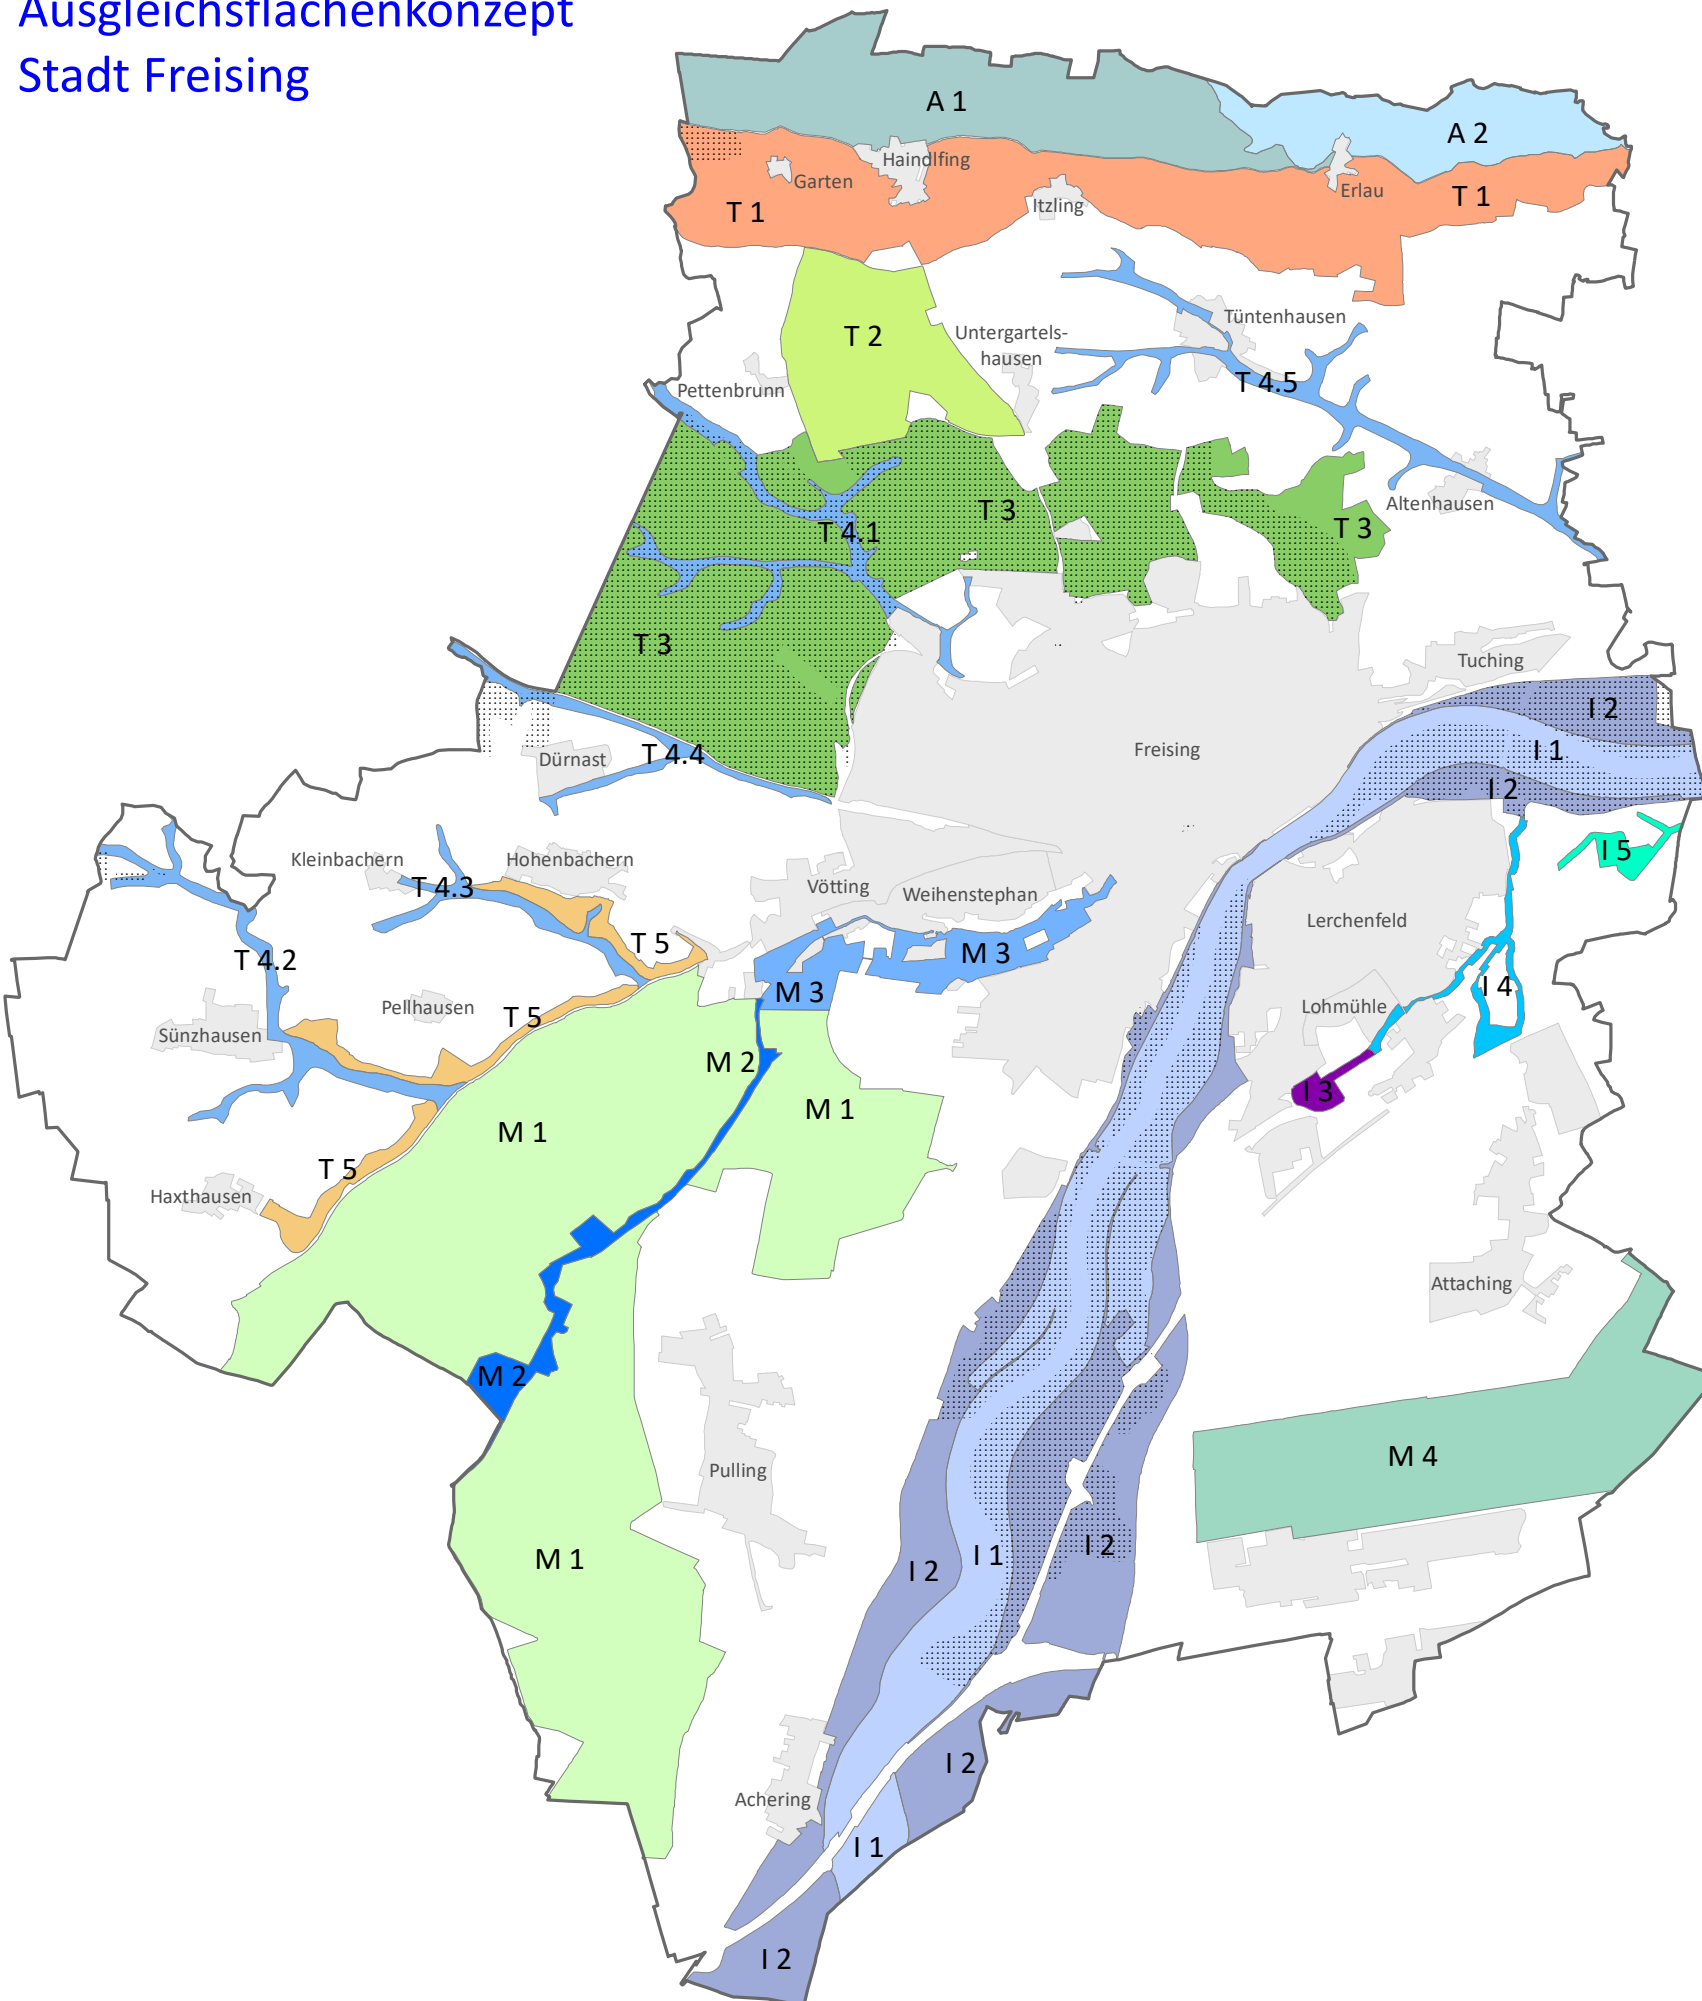 Ausgleichsflächenkonzept
Stadt Freising
A 1
A 2
Haindlfing
Garten
Erlau
T 1
Itzling
T 1
Tüntenhausen
T 2
Untergartels-
hausen
Pettenbrunn
T 4.5
Altenhausen
T 3
T 4.1
T 3
T 3
Tuching
I 2
Freising
I 1
T 4.4
Dürnast
I 2
I 5
Kleinbachern
Hohenbachern
T 4.3
Vötting
Weihenstephan
Lerchenfeld
T 5
M 3
T 4.2
M 3
I 4
Pellhausen
Lohmühle
T 5
Sünzhausen
M 2
I 3
M 1
M 1
T 5
Haxthausen
Attaching
M 2
M 4
Pulling
I 2
I 1
M 1
I 2
I 2
Achering
I 1
I 2